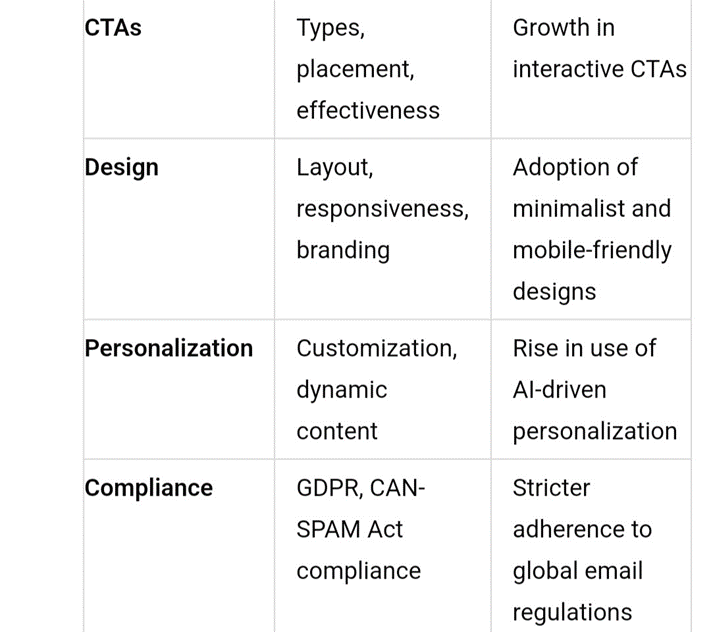 CTAs
Types,
placement,
effectiveness
Growth in
interactive CTAs
Design
Layout,
responsiveness,
branding
Adoption of
minimalist and
mobile-friendly
designs
Personalization
Customization,
dynamic
content
Rise in use of
AI-driven
personalization
Compliance
GDPR, CAN-
SPAM Act
compliance
Stricter
adherence to
global email
regulations